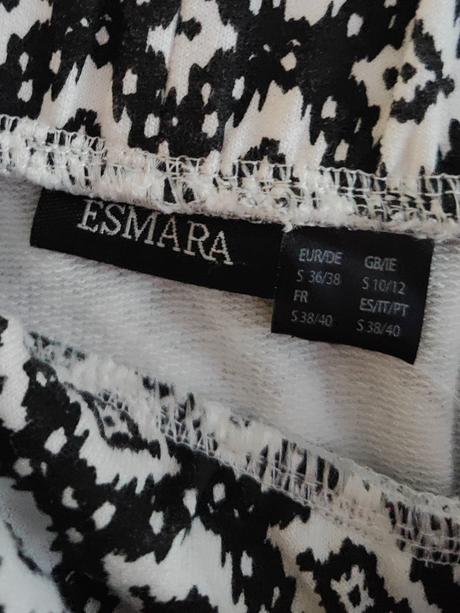 ESMARA
EUR/DE GB/IE
S 36/38 S 10/12
FR ES/IT/PT
S 38/40 S 38/40